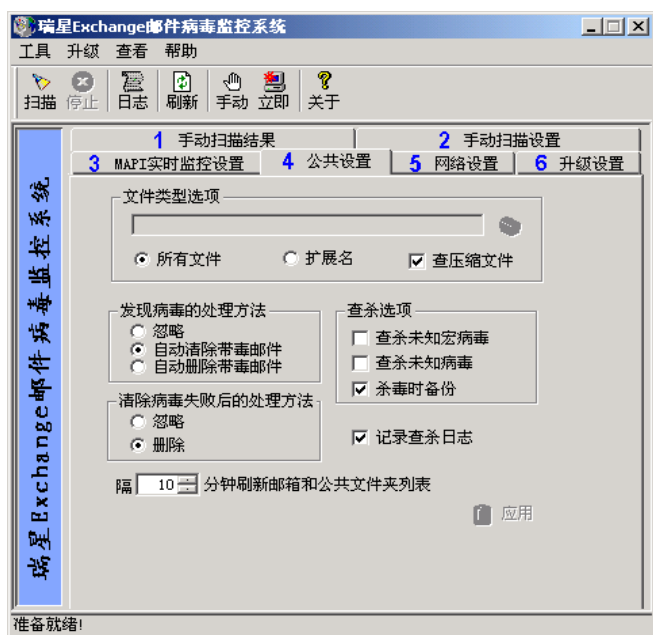 瑞星Exchange邮件病毒监控系统
工具 升级 查看 帮助
扫描 停止 日志 刷新 手动 立即 关于
1 手动扫描结果 2 手动扫描设置
3 MAPI实时监控设置 4 公共设置 5 网络设置 6 升级设置
瑞星Exchange邮件病毒监控系统
文件类型选项
所有文件 扩展名 查压缩文件
发现病毒的处理方法
忽略
自动清除带毒邮件
自动删除带毒邮件
查杀选项
查杀未知宏病毒
查杀未知病毒
杀毒时备份
清除病毒失败后的处理方法
忽略
删除
记录查杀日志
隔 10 分钟刷新邮箱和公共文件夹列表
应用
准备就绪!